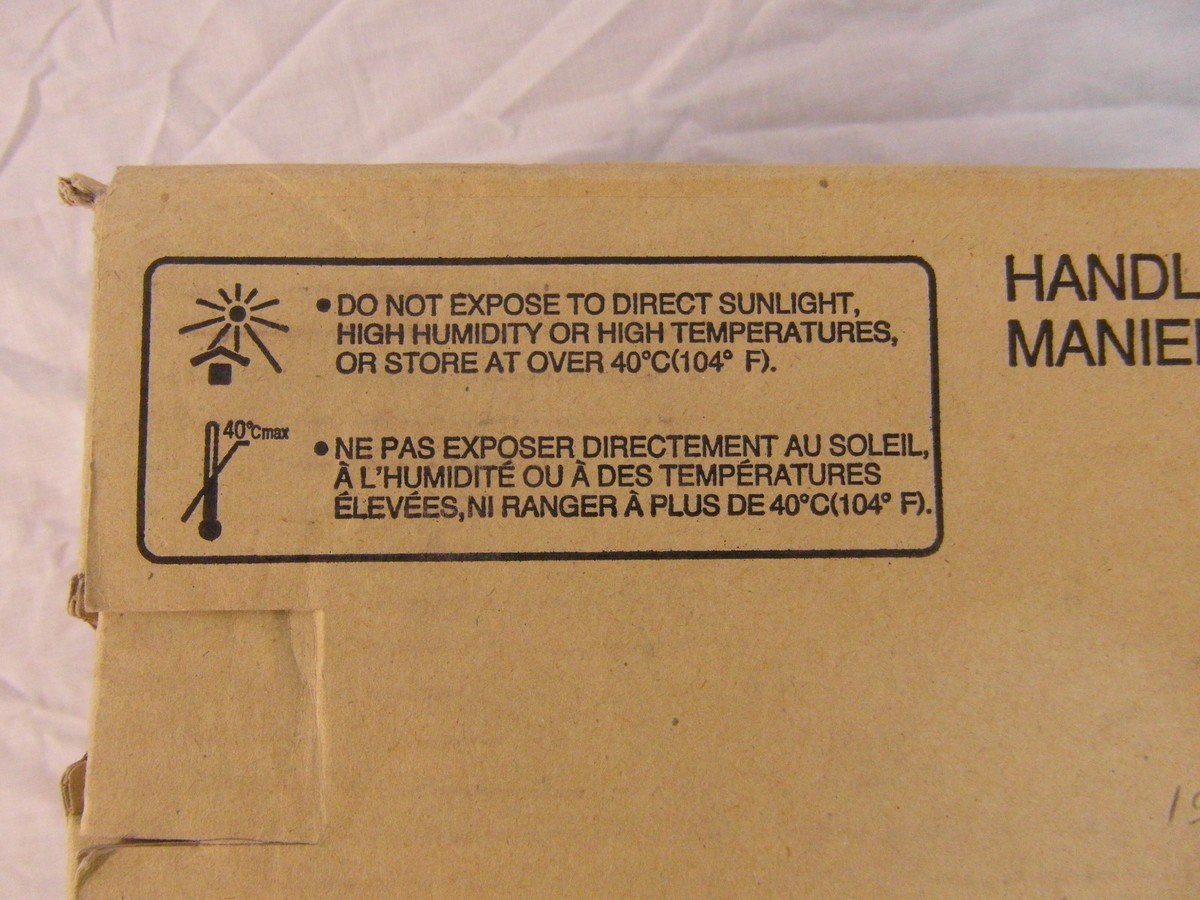 • DO NOT EXPOSE TO DIRECT SUNLIGHT,
HIGH HUMIDITY OR HIGH TEMPERATURES,
OR STORE AT OVER 40°C(104° F).
40°Cmax
• NE PAS EXPOSER DIRECTEMENT AU SOLEIL,
À L'HUMIDITÉ OU À DES TEMPÉRATURES
ÉLEVÉES, NI RANGER À PLUS DE 40°C(104° F).
HANDL
MANIE